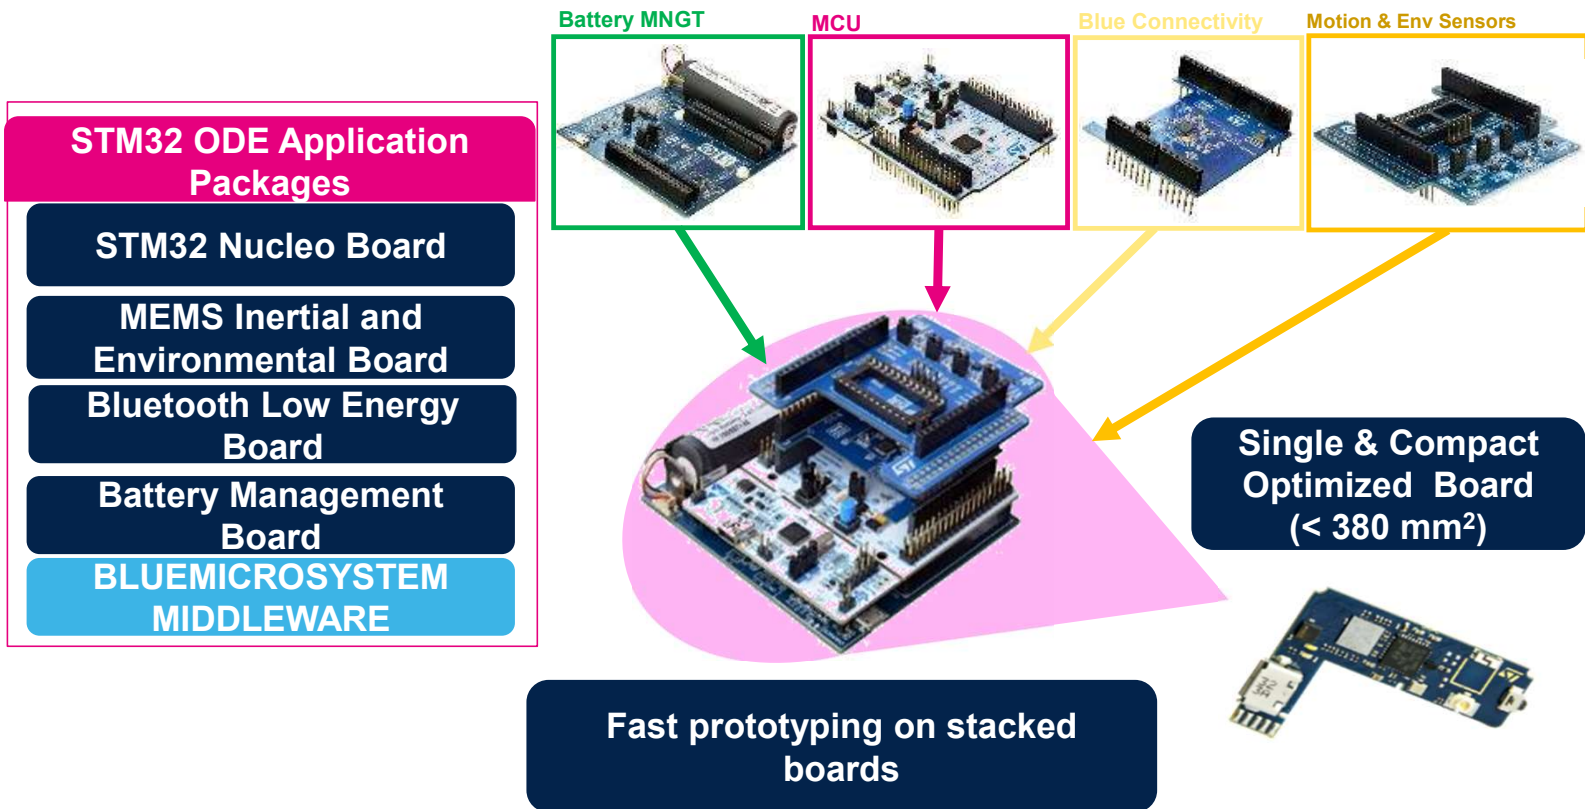 Battery MNGT
MCU
Blue Connectivity
Motion & Env Sensors
STM32 ODE Application
Packages
STM32 Nucleo Board
MEMS Inertial and
Environmental Board
Bluetooth Low Energy
Board
Battery Management
Board
BLUEMICROSYSTEM
MIDDLEWARE
Single & Compact
Optimized Board
(< 380 mm²)
Fast prototyping on stacked
boards